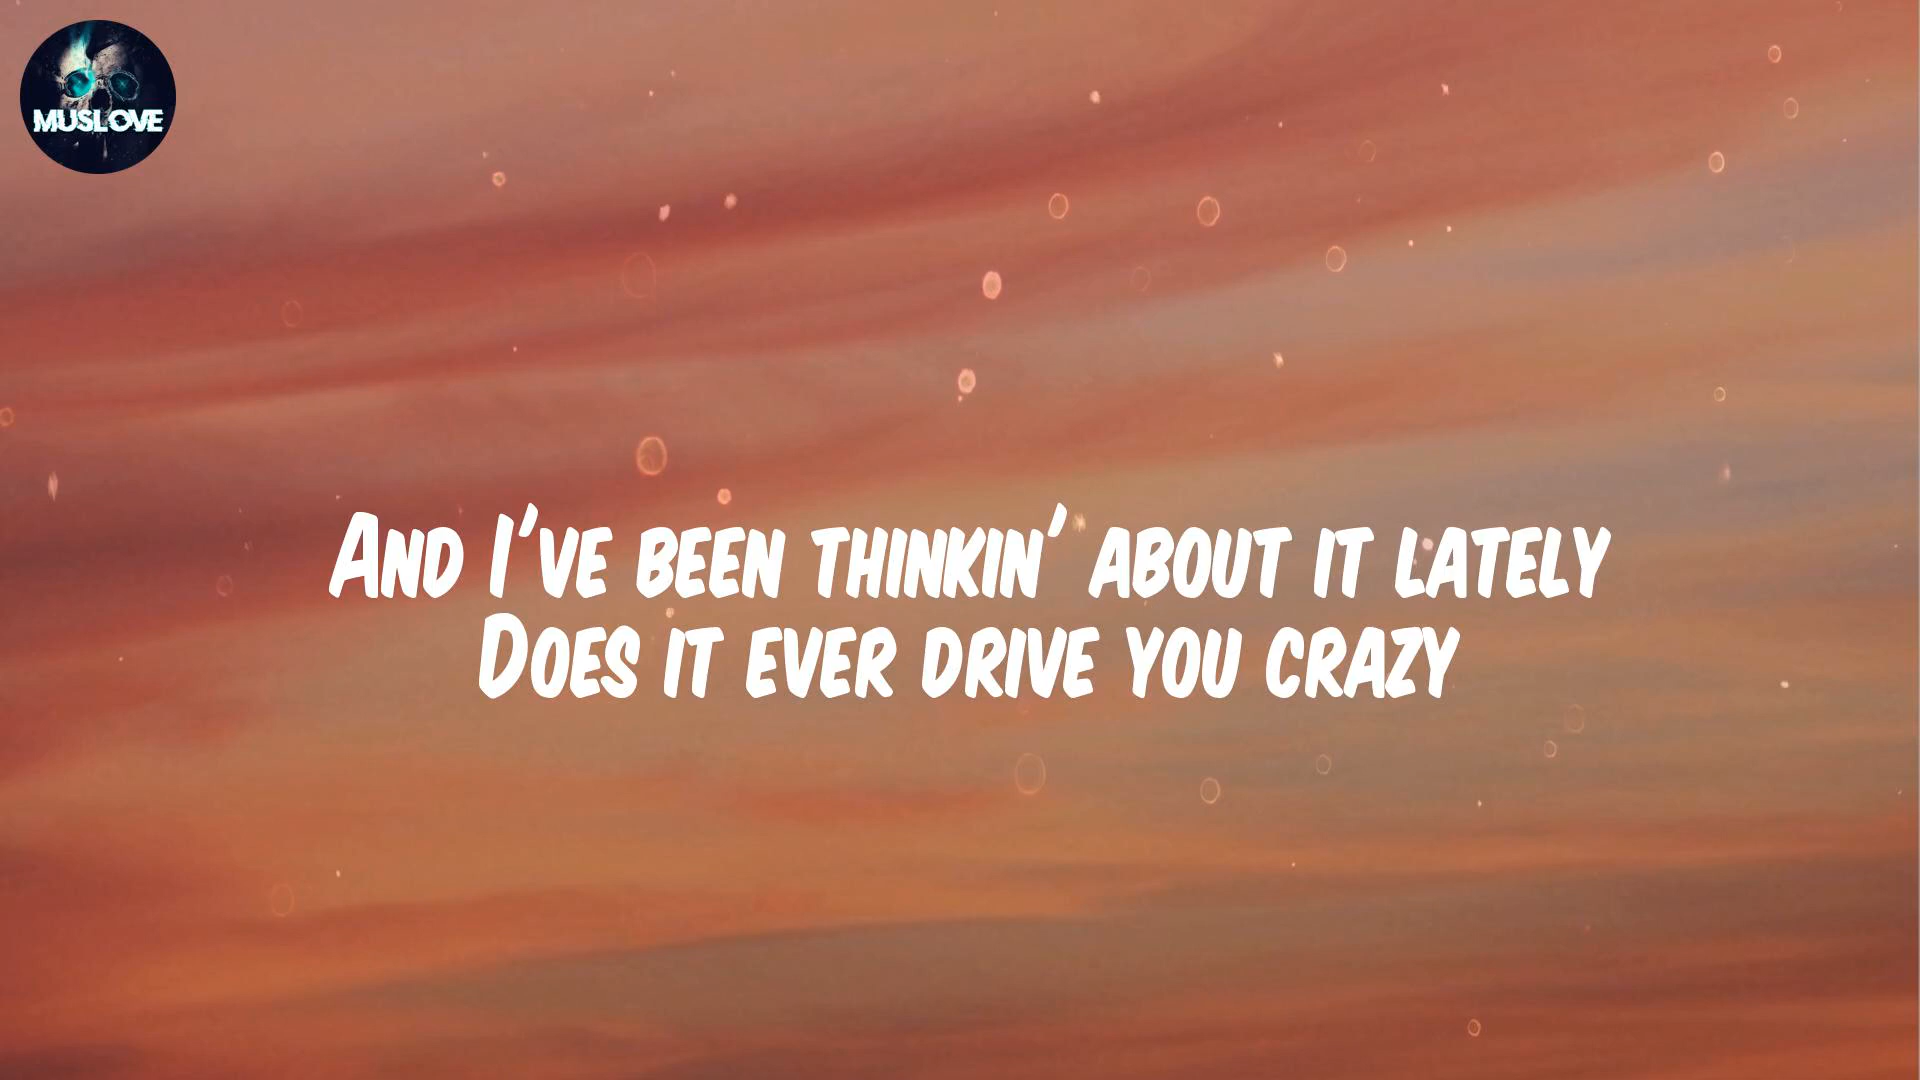 MUSLOVE
And I've been thinkin' about it lately
Does it ever drive you crazy